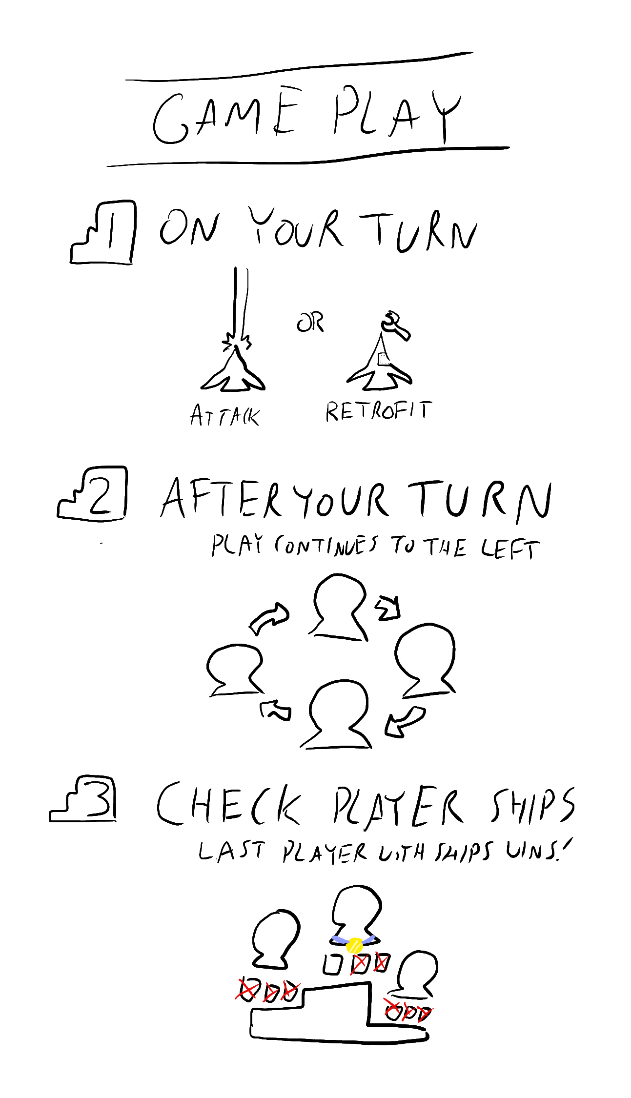 GAME PLAY
1 ON YOUR TURN
OR
ATTACK
RETROFIT
2 AFTER YOUR TURN
PLAY CONTINUES TO THE LEFT
3 CHECK PLAYER SHIPS
LAST PLAYER WITH SHIPS WINS!